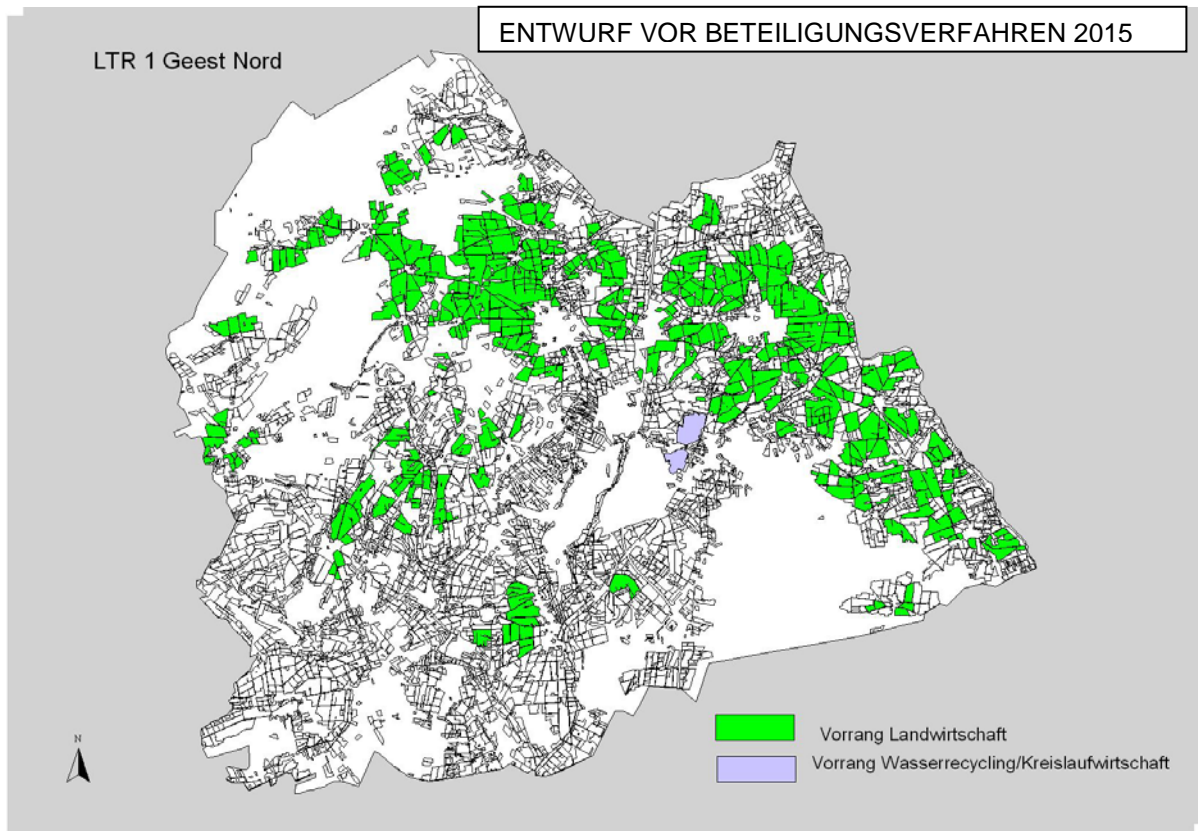 ENTWURF VOR BETEILIGUNGSVERFAHREN 2015
LTR 1 Geest Nord
N
Vorrang Landwirtschaft
Vorrang Wasserrecycling/Kreislaufwirtschaft